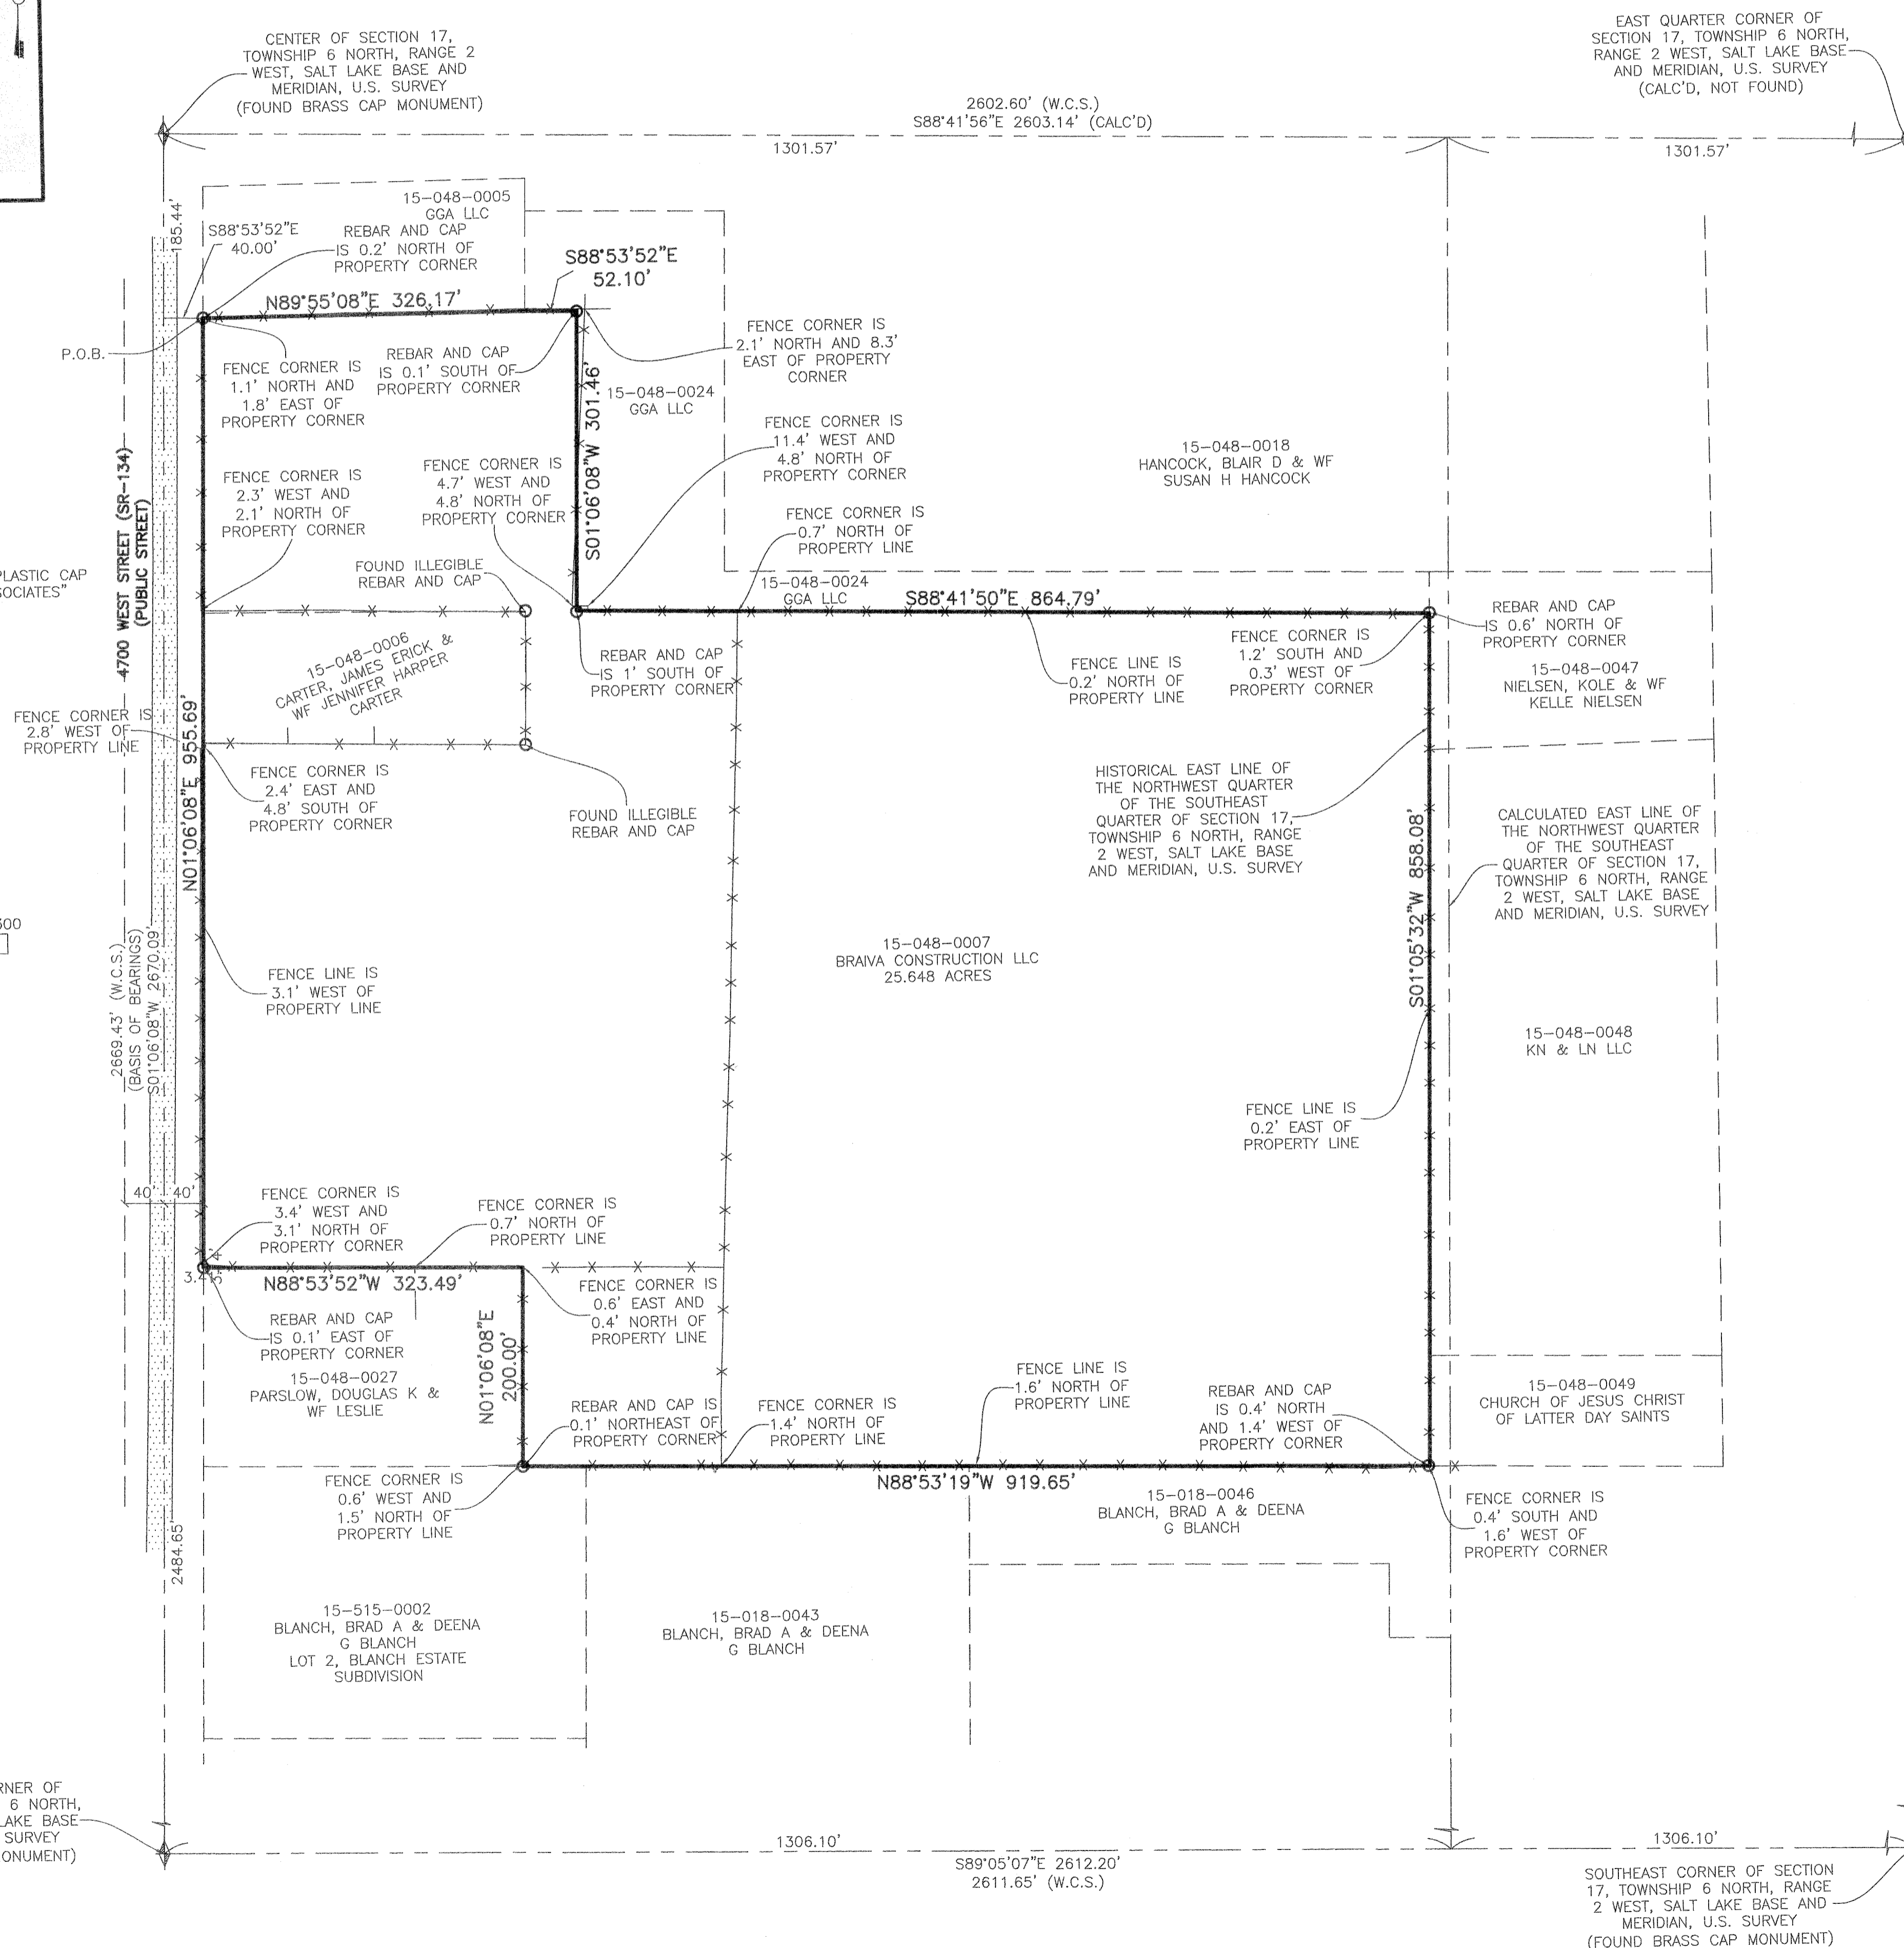 CENTER OF SECTION 17,
TOWNSHIP 6 NORTH, RANGE 2
WEST, SALT LAKE BASE AND
MERIDIAN, U.S. SURVEY
(FOUND BRASS CAP MONUMENT)
EAST QUARTER CORNER OF
SECTION 17, TOWNSHIP 6 NORTH,
RANGE 2 WEST, SALT LAKE BASE
AND MERIDIAN, U.S. SURVEY
(CALC'D, NOT FOUND)
2602.60' (W.C.S.)
S88°41'56"E 2603.14' (CALC'D)
1301.57'
1301.57'
185.44'
15-048-0005
GGA LLC
S88°53'52"E
40.00'
REBAR AND CAP
IS 0.2' NORTH OF
PROPERTY CORNER
S88°53'52"E
52.10'
N89°55'08"E 326.17'
P.O.B.
FENCE CORNER IS
1.1' NORTH AND
1.8' EAST OF
PROPERTY CORNER
REBAR AND CAP
IS 0.1' SOUTH OF
PROPERTY CORNER
FENCE CORNER IS
2.1' NORTH AND 8.3'
EAST OF PROPERTY
CORNER
S01°06'08"W 301.46'
15-048-0024
GGA LLC
FENCE CORNER IS
11.4' WEST AND
4.8' NORTH OF
PROPERTY CORNER
15-048-0018
HANCOCK, BLAIR D & WF
SUSAN H HANCOCK
4700 WEST STREET (SR-134)
(PUBLIC STREET)
FENCE CORNER IS
2.3' WEST AND
2.1' NORTH OF
PROPERTY CORNER
FENCE CORNER IS
4.7' WEST AND
4.8' NORTH OF
PROPERTY CORNER
FENCE CORNER IS
0.7' NORTH OF
PROPERTY LINE
PLASTIC CAP
SOCIATES"
FOUND ILLEGIBLE
REBAR AND CAP
15-048-0024
GGA LLC
S88°41'50"E 864.79'
REBAR AND CAP
IS 0.6' NORTH OF
PROPERTY CORNER
15-048-0006
CARTER, JAMES ERICK &
WF JENNIFER HARPER
CARTER
REBAR AND CAP
IS 1' SOUTH OF
PROPERTY CORNER
FENCE LINE IS
0.2' NORTH OF
PROPERTY LINE
FENCE CORNER IS
1.2' SOUTH AND
0.3' WEST OF
PROPERTY CORNER
15-048-0047
NIELSEN, KOLE & WF
KELLE NIELSEN
FENCE CORNER IS
2.8' WEST OF
PROPERTY LINE
N01°06'08"E 955.69'
FENCE CORNER IS
2.4' EAST AND
4.8' SOUTH OF
PROPERTY CORNER
FOUND ILLEGIBLE
REBAR AND CAP
HISTORICAL EAST LINE OF
THE NORTHWEST QUARTER
OF THE SOUTHEAST
QUARTER OF SECTION 17,
TOWNSHIP 6 NORTH, RANGE
2 WEST, SALT LAKE BASE
AND MERIDIAN, U.S. SURVEY
S01°05'32"W 858.08'
CALCULATED EAST LINE OF
THE NORTHWEST QUARTER
OF THE SOUTHEAST
QUARTER OF SECTION 17,
TOWNSHIP 6 NORTH, RANGE
2 WEST, SALT LAKE BASE
AND MERIDIAN, U.S. SURVEY
2669.43' (W.C.S.)
(BASIS OF BEARINGS)
S01°06'08"W 2670.09'
FENCE LINE IS
3.1' WEST OF
PROPERTY LINE
15-048-0007
BRAIVA CONSTRUCTION LLC
25.648 ACRES
15-048-0048
KN & LN LLC
FENCE LINE IS
0.2' EAST OF
PROPERTY LINE
40' 40'
FENCE CORNER IS
3.4' WEST AND
3.1' NORTH OF
PROPERTY CORNER
FENCE CORNER IS
0.7' NORTH OF
PROPERTY LINE
N88°53'52"W 323.49'
FENCE CORNER IS
0.6' EAST AND
0.4' NORTH OF
PROPERTY LINE
REBAR AND CAP
IS 0.1' EAST OF
PROPERTY CORNER
N01°06'08"E
200.00'
15-048-0027
PARSLOW, DOUGLAS K &
WF LESLIE
REBAR AND CAP IS
0.1' NORTHEAST OF
PROPERTY CORNER
FENCE CORNER IS
1.4' NORTH OF
PROPERTY LINE
FENCE LINE IS
1.6' NORTH OF
PROPERTY LINE
REBAR AND CAP
IS 0.4' NORTH
AND 1.4' WEST OF
PROPERTY CORNER
15-048-0049
CHURCH OF JESUS CHRIST
OF LATTER DAY SAINTS
FENCE CORNER IS
0.6' WEST AND
1.5' NORTH OF
PROPERTY LINE
N88°53'19"W 919.65'
15-018-0046
BLANCH, BRAD A & DEENA
G BLANCH
FENCE CORNER IS
0.4' SOUTH AND
1.6' WEST OF
PROPERTY CORNER
2484.65'
15-515-0002
BLANCH, BRAD A & DEENA
G BLANCH
LOT 2, BLANCH ESTATE
SUBDIVISION
15-018-0043
BLANCH, BRAD A & DEENA
G BLANCH
RNER OF
6 NORTH,
LAKE BASE
SURVEY
ONUMENT)
1306.10'
1306.10'
S89°05'07"E 2612.20'
2611.65' (W.C.S.)
SOUTHEAST CORNER OF SECTION
17, TOWNSHIP 6 NORTH, RANGE
2 WEST, SALT LAKE BASE AND
MERIDIAN, U.S. SURVEY
(FOUND BRASS CAP MONUMENT)